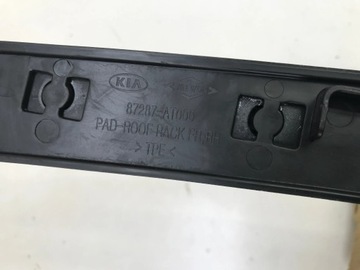 KIA
87287-A1000
PAD-ROOF RACK
>TPE<